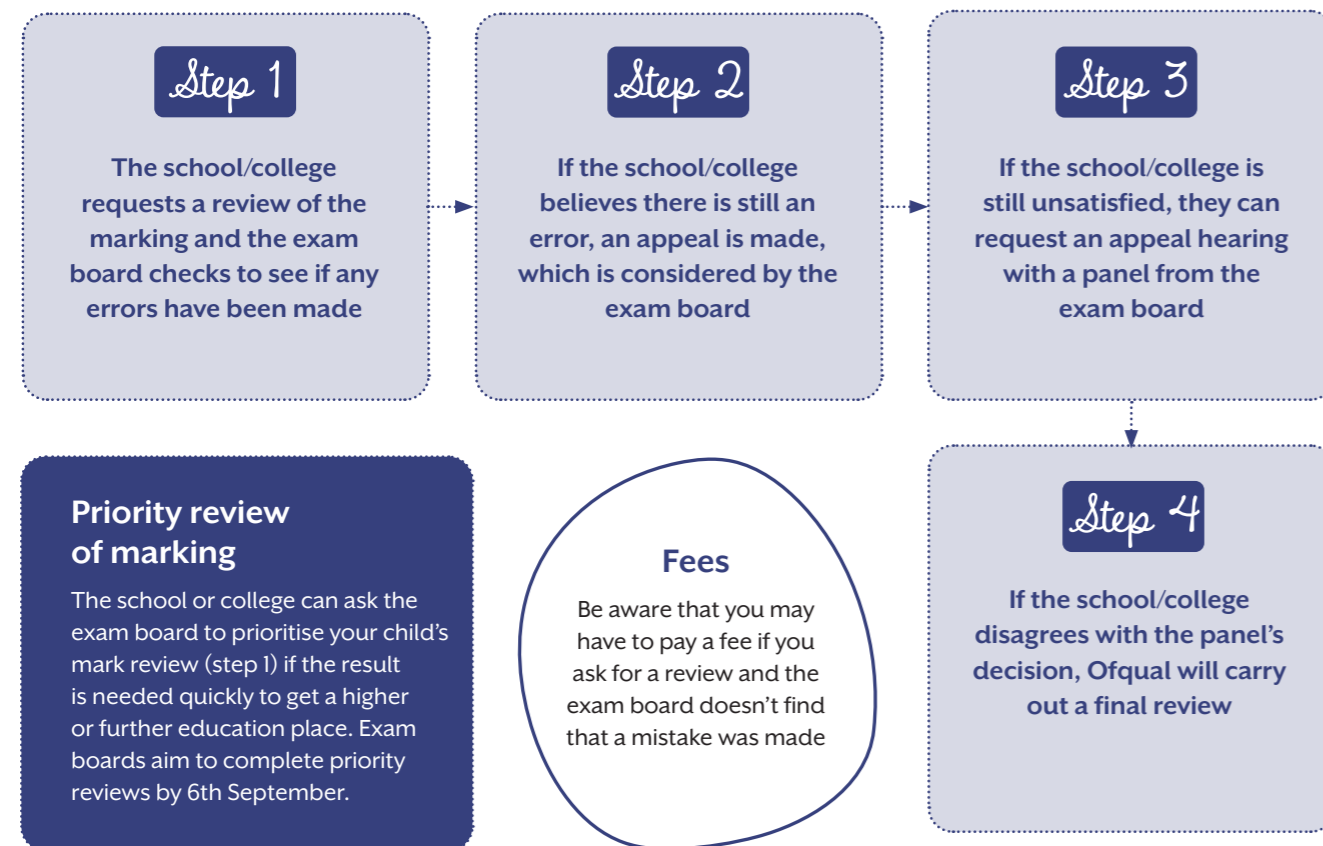 Step 1
The school/college
requests a review of the
marking and the exam
board checks to see if any
errors have been made
Step 2
If the school/college
believes there is still an
error, an appeal is made,
which is considered by the
exam board
Step 3
If the school/college is
still unsatisfied, they can
request an appeal hearing
with a panel from the
exam board
Step 4
If the school/college
disagrees with the panel's
decision, Ofqual will carry
out a final review
Priority review
of marking
The school or college can ask the
exam board to prioritise your child's
mark review (step 1) if the result
is needed quickly to get a higher
or further education place. Exam
boards aim to complete priority
reviews by 6th September.
Fees
Be aware that you may
have to pay a fee if you
ask for a review and the
exam board doesn't find
that a mistake was made